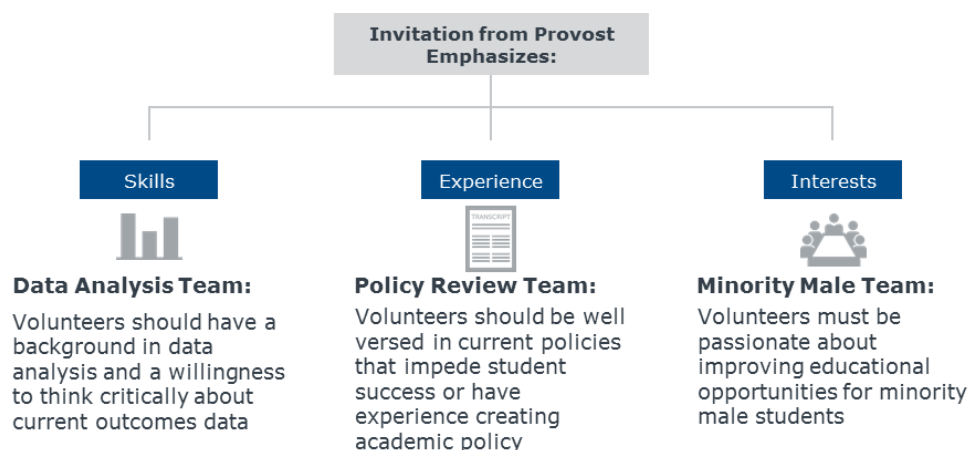 Invitation from Provost
Emphasizes:
Skills
Experience
Interests
TRANSCRIPT
Data Analysis Team:
Volunteers should have a
background in data
analysis and a willingness
to think critically about
current outcomes data
Policy Review Team:
Volunteers should be well
versed in current policies
that impede student
success or have
experience creating
academic policy
Minority Male Team:
Volunteers must be
passionate about
improving educational
opportunities for minority
male students